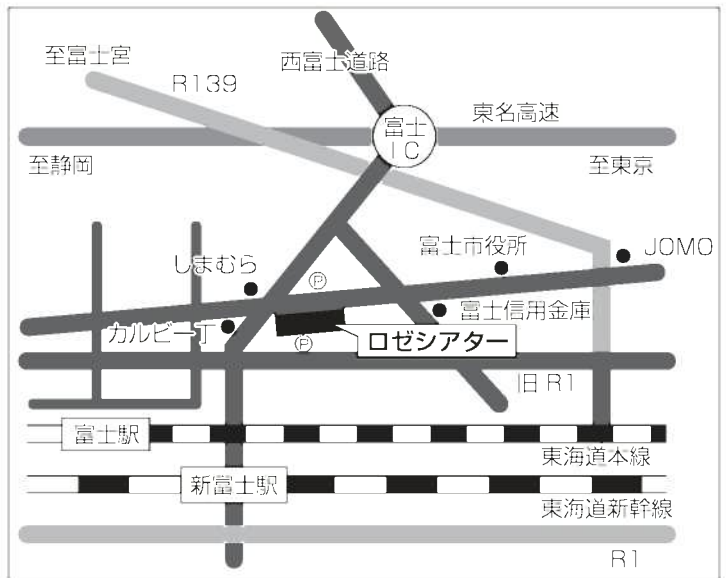 至富士宮
西富士道路
R139
東名高速
富士
IC
至静岡
至東京
JOMO
富士市役所
しまむら
P
富士信用金庫
カルビー丁
ロゼシアター
P
旧 R1
富士駅
東海道本線
新富士駅
東海道新幹線
R1